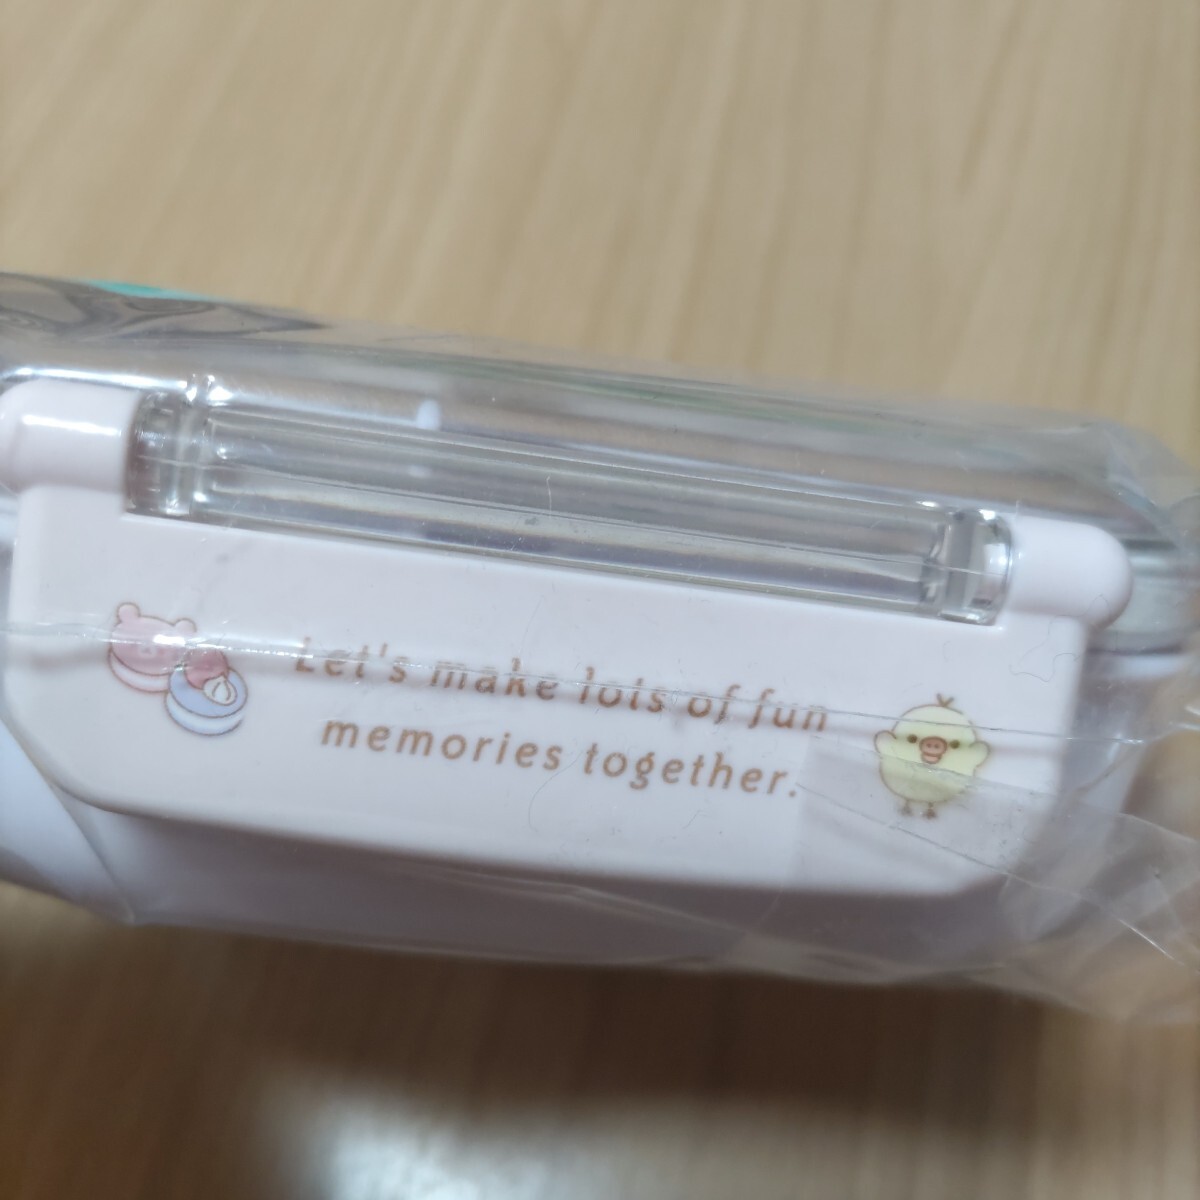 Let's make lots of fun
memories together.